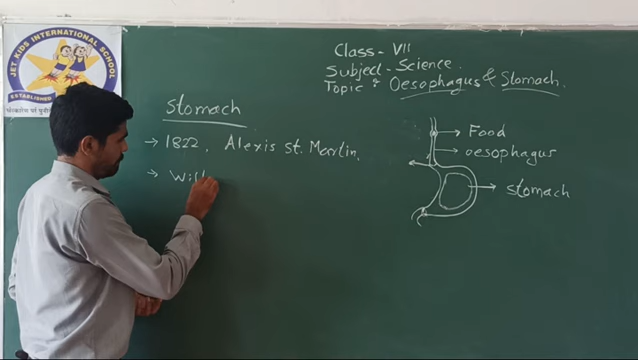 JET KIDS INTERNATIONAL SCHOOL
ESTABLISHED
Class - VII
Subject - Science.
Topic : Oesophagus & Stomach.
Stomach
→ 1822, Alexis St. Martin.
→ Will
→ Food
→ oesophagus
→ stomach